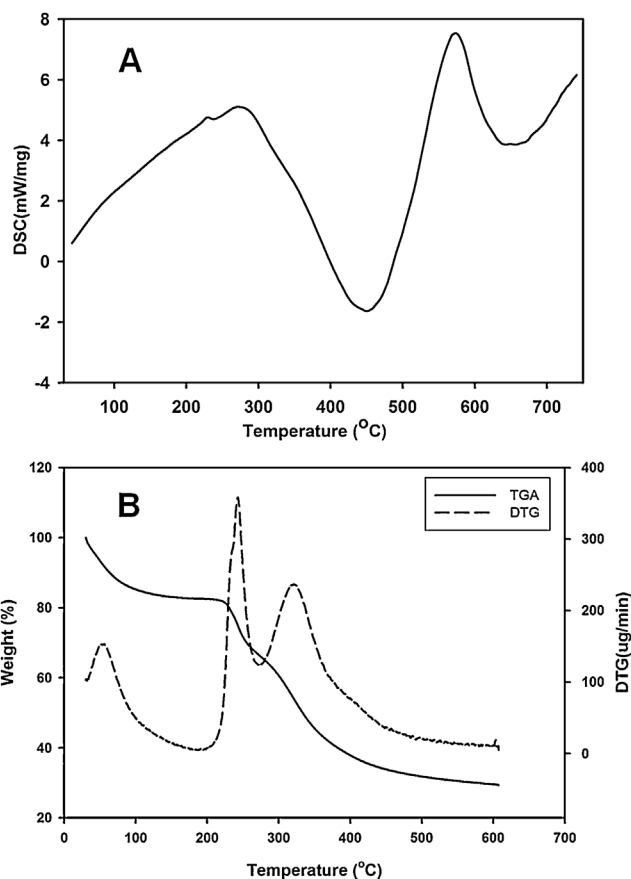 8
A
6
4
2
0
-2
-4
DSC(mW/mg)
100 200 300 400 500 600 700
Temperature (°C)
120 400
B
TGA
DTG
100 300
80 200
60 100
40 0
20
Weight (%)
DTG(ug/min)
0 100 200 300 400 500 600 700
Temperature (°C)